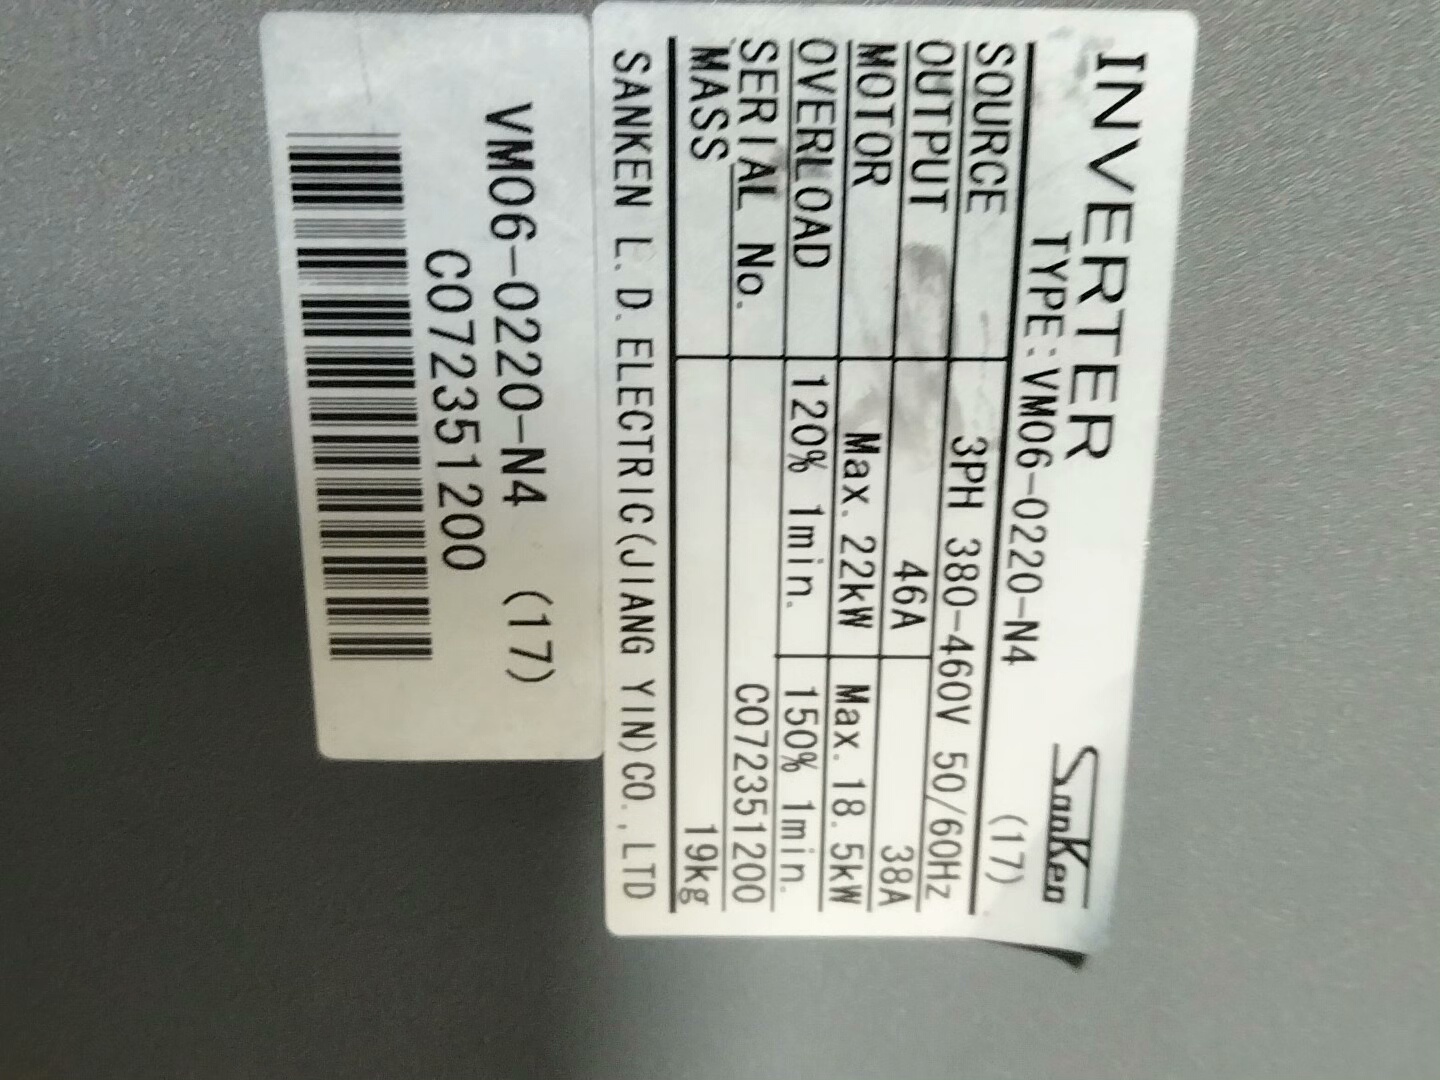 INVERTER
SanKen
TYPE:VM06-0220-N4 (17)
SOURCE 3PH 380-460V 50/60Hz
OUTPUT 46A 38A
MOTOR Max. 22kW Max. 18.5kW
OVERLOAD 120% 1min. 150% 1min.
SERIAL No. C072351200
MASS 19kg
SANKEN L.D.ELECTRIC(JIANG YIN)CO.,LTD
VM06-0220-N4 (17)
C072351200